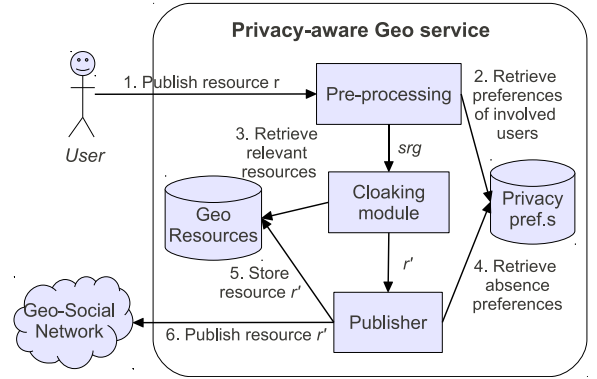 Privacy-aware Geo service
1. Publish resource r
User
Pre-processing
2. Retrieve
preferences
of involved
users
3. Retrieve
relevant
resources
srg
Cloaking
module
Geo
Resources
Privacy
pref.s
r'
4. Retrieve
absence
preferences
5. Store
resource r'
Publisher
Geo-Social
Network
6. Publish resource r'